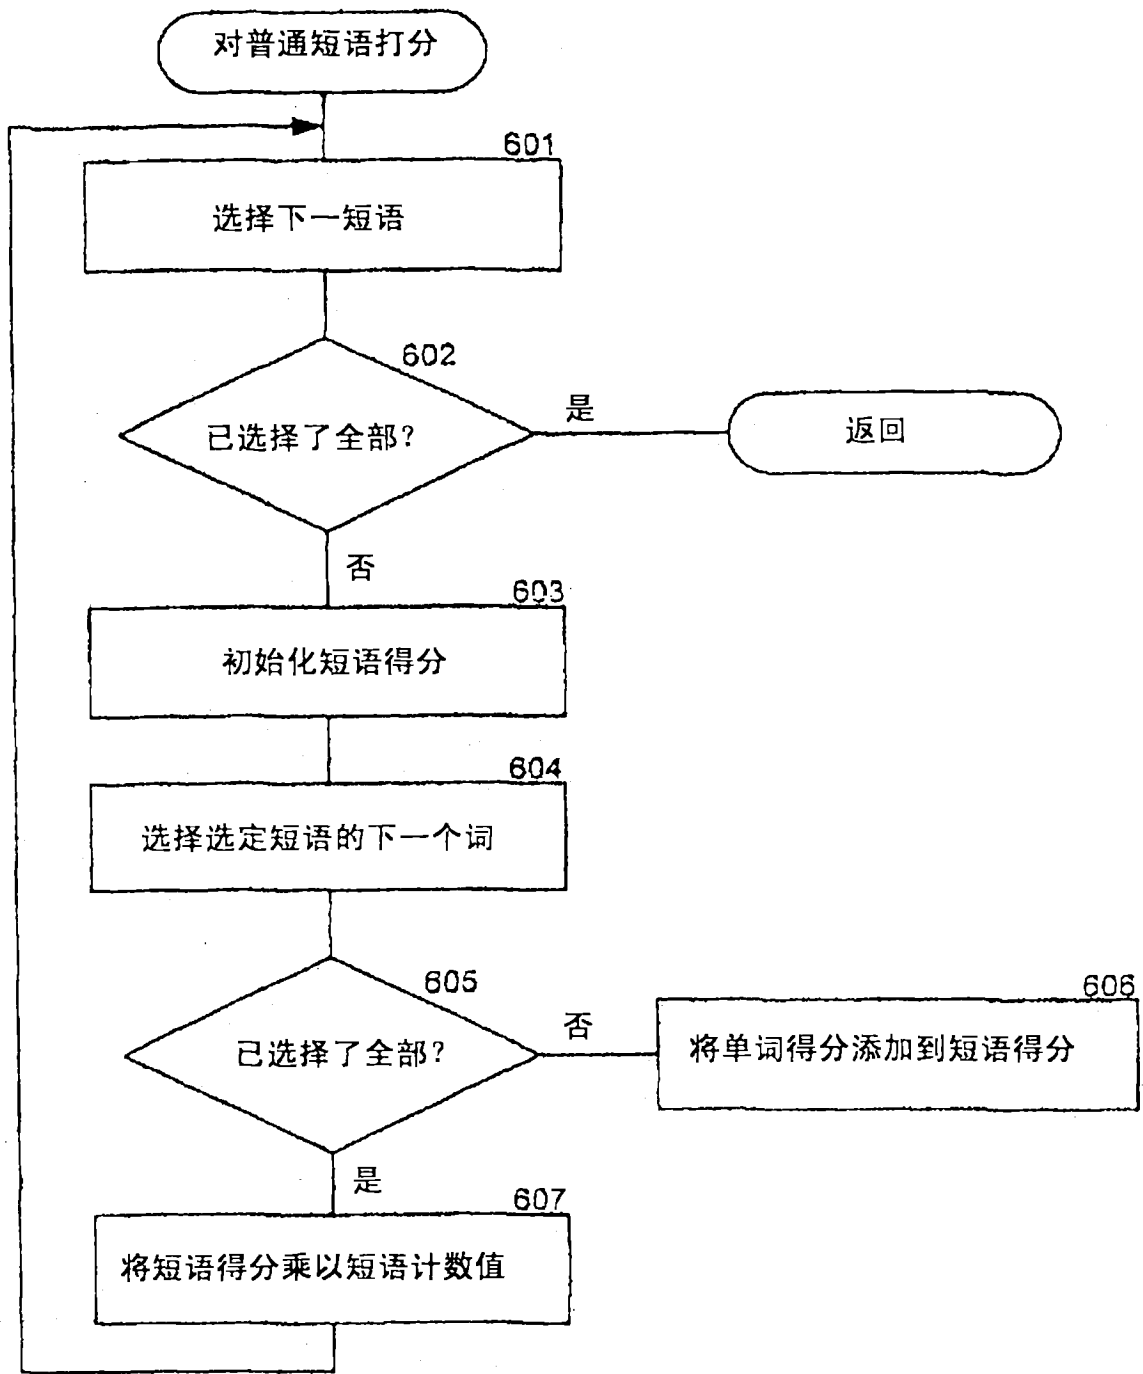 对普通短语打分
601
选择下一短语
602
已选择了全部?
是
返回
否
603
初始化短语得分
604
选择选定短语的下一个词
605
已选择了全部?
否
606
将单词得分添加到短语得分
是
607
将短语得分乘以短语计数值